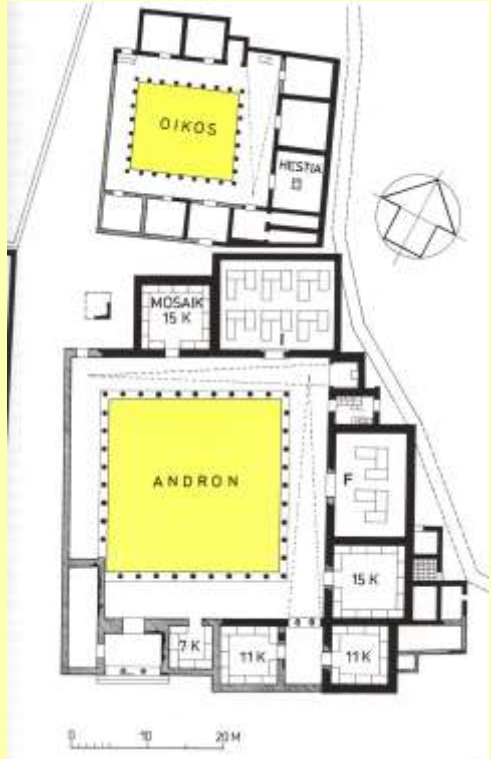 OIKOS
HESTIA
MOSAIK
15 K
I
ANDRON
F
15 K
7 K
11 K
11 K
0 10 20 M